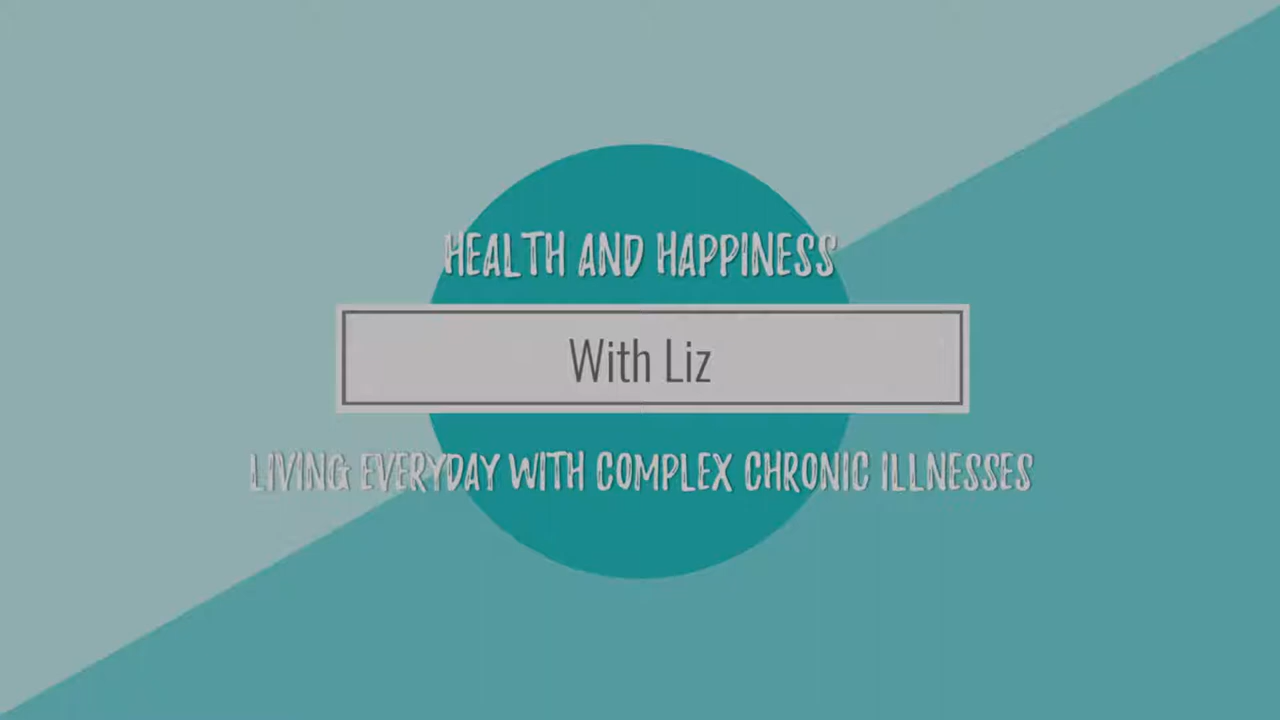 HEALTH AND HAPPINESS
With Liz
LIVING EVERYDAY WITH COMPLEX CHRONIC ILLNESSES